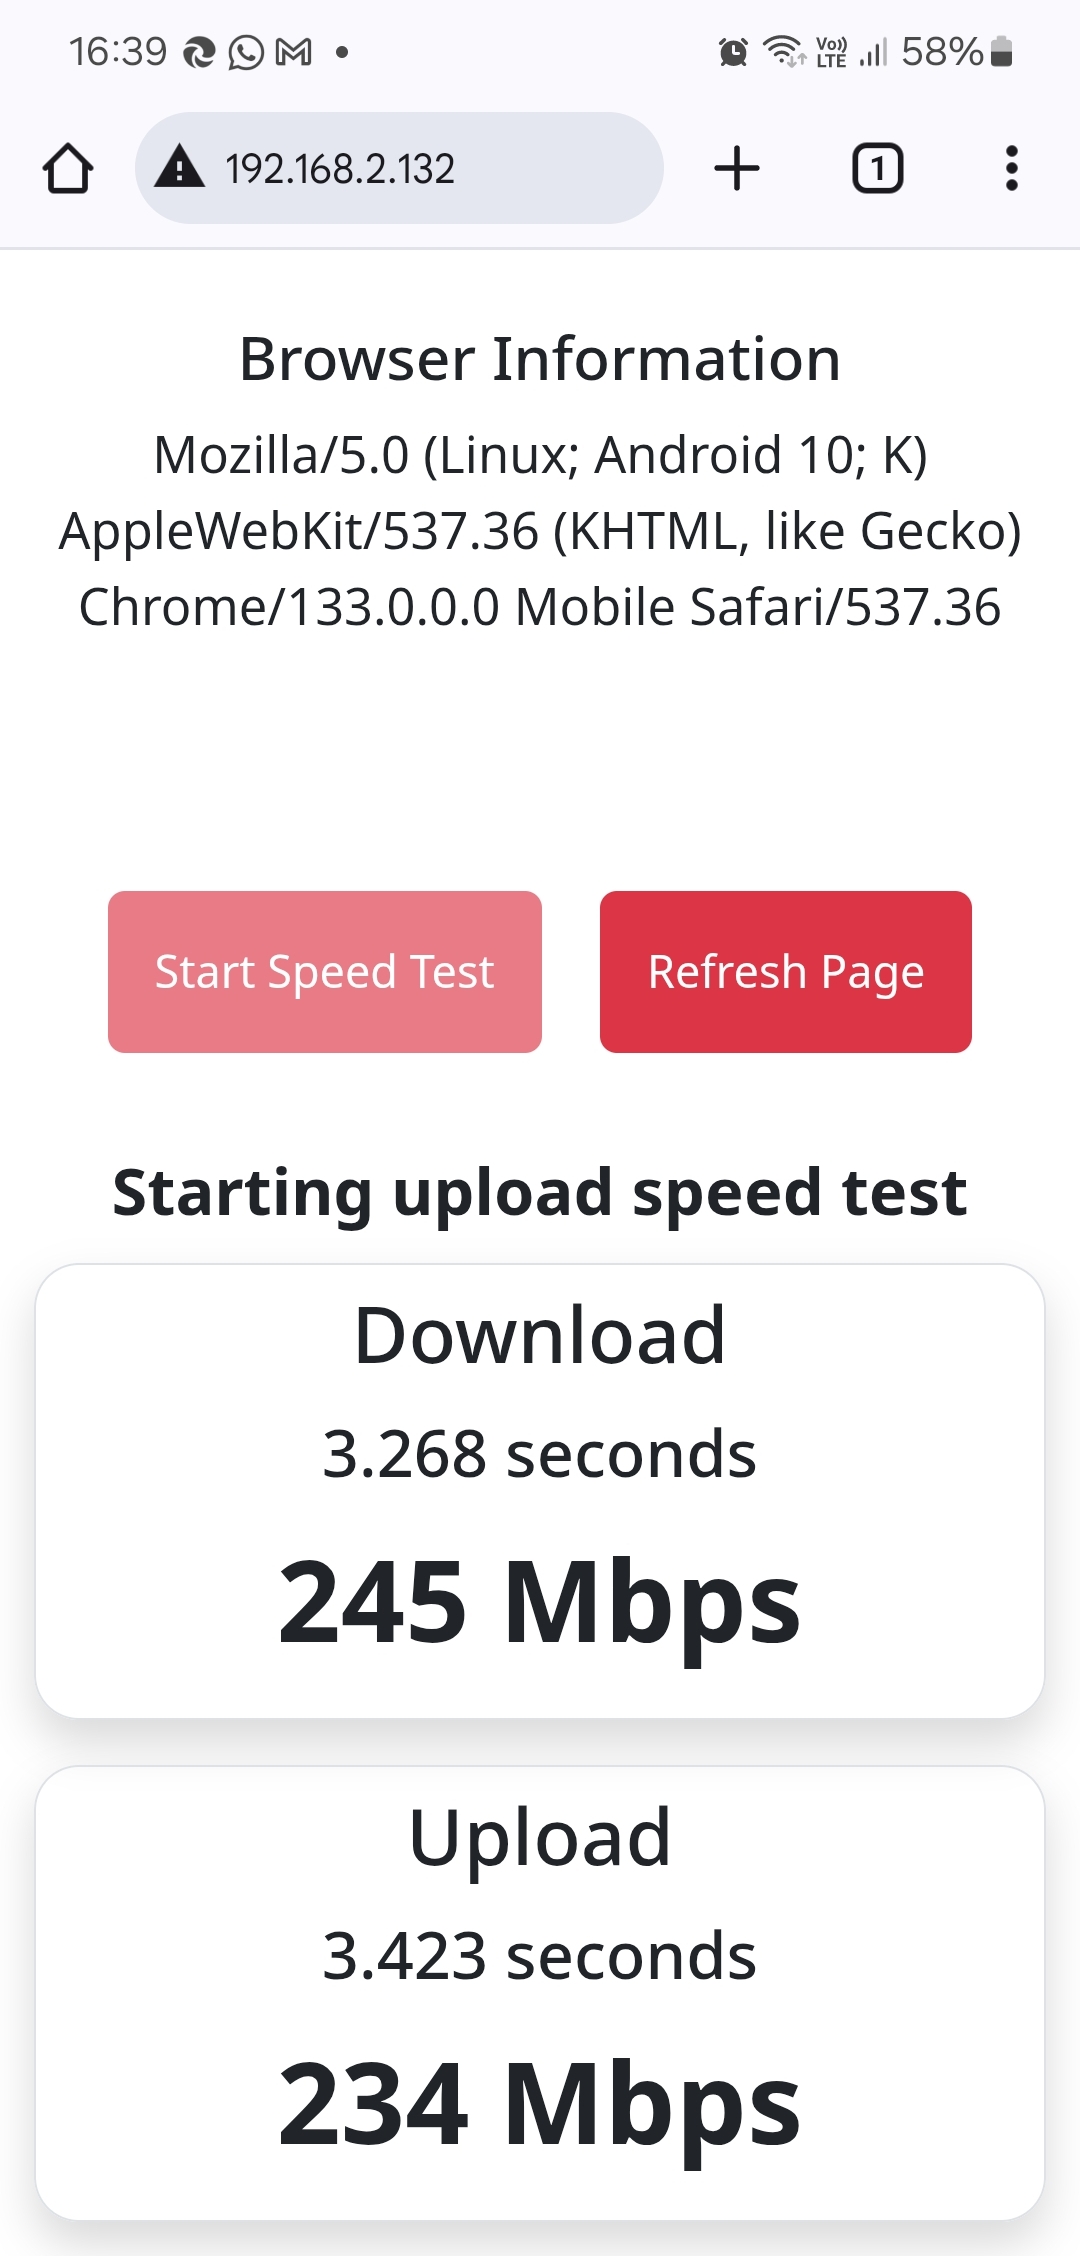 16:39 Vo)) LTE 58%
192.168.2.132 1
Browser Information
Mozilla/5.0 (Linux; Android 10; K)
AppleWebKit/537.36 (KHTML, like Gecko)
Chrome/133.0.0.0 Mobile Safari/537.36
Start Speed Test Refresh Page
Starting upload speed test
Download
3.268 seconds
245 Mbps
Upload
3.423 seconds
234 Mbps